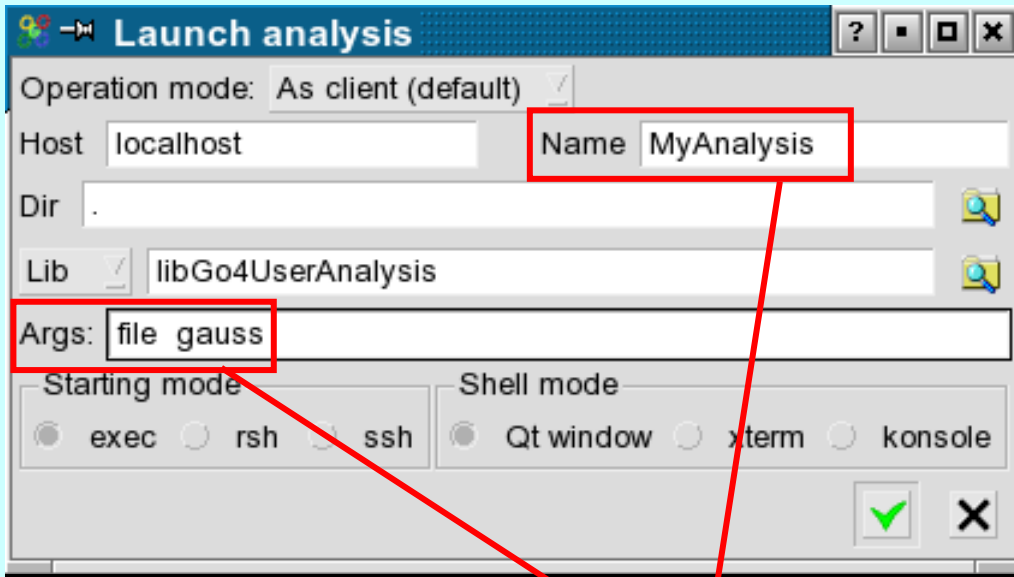 Launch analysis
Operation mode: As client (default)
Host localhost Name MyAnalysis
Dir .
Lib libGo4UserAnalysis
Args: file gauss
Starting mode Shell mode
exec rsh ssh Qt window xterm konsole